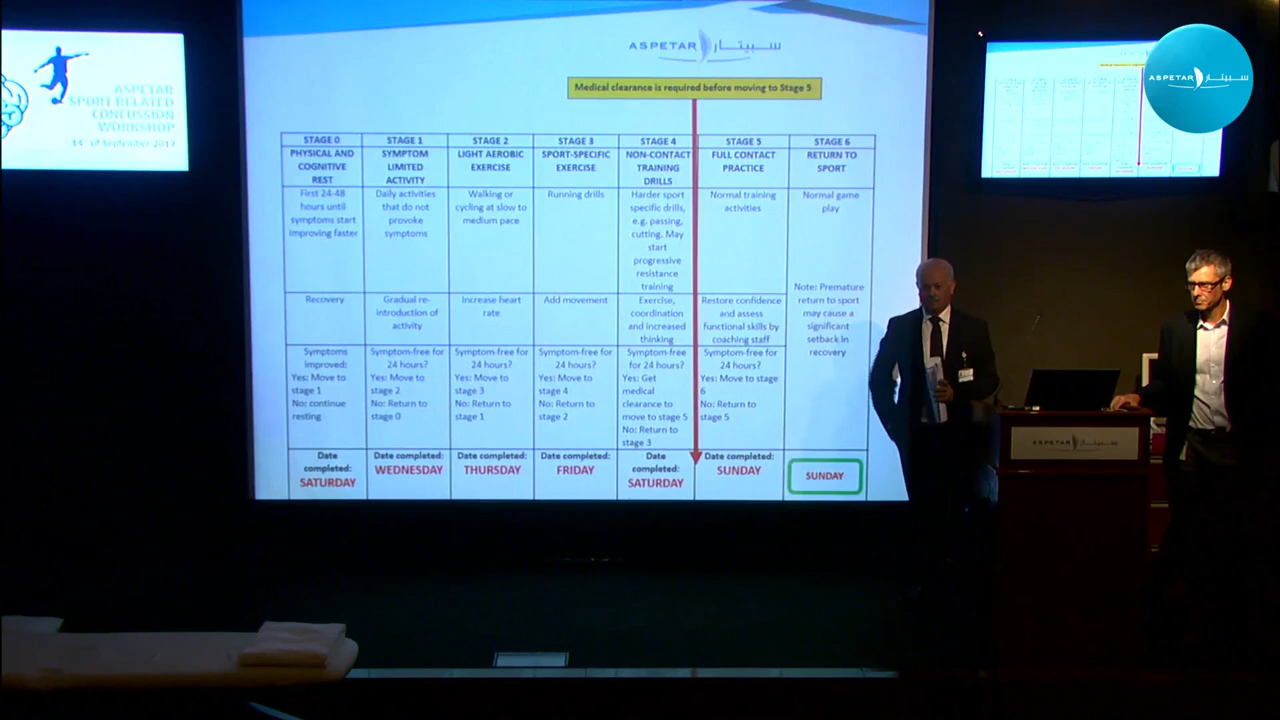 ASPETAR
SPORT RELATED
CONCUSSION
WORKSHOP
14th of September 2017
ASPETAR سبيتار
Medical clearance is required before moving to Stage 5
STAGE 0
PHYSICAL AND
COGNITIVE
REST
First 24-48
hours until
symptoms start
improving faster
Recovery
Symptoms
improved:
Yes: Move to
stage 1
No: continue
resting
Date
completed:
SATURDAY
STAGE 1
SYMPTOM
LIMITED
ACTIVITY
Daily activities
that do not
provoke
symptoms
Gradual re-
introduction of
activity
Symptom-free for
24 hours?
Yes: Move to
stage 2
No: Return to
stage 0
Date completed:
WEDNESDAY
STAGE 2
LIGHT AEROBIC
EXERCISE
Walking or
cycling at slow to
medium pace
Increase heart
rate
Symptom-free for
24 hours?
Yes: Move to
stage 3
No: Return to
stage 1
Date completed:
THURSDAY
STAGE 3
SPORT-SPECIFIC
EXERCISE
Running drills
Add movement
Symptom-free for
24 hours?
Yes: Move to
stage 4
No: Return to
stage 2
Date completed:
FRIDAY
STAGE 4
NON-CONTACT
TRAINING
DRILLS
Harder sport
specific drills,
e.g. passing,
cutting. May
start
progressive
resistance
training
Exercise,
coordination
and increased
thinking
Symptom-free
for 24 hours?
Yes: Get
medical
clearance to
move to stage 5
No: Return to
stage 3
Date
completed:
SATURDAY
STAGE 5
FULL CONTACT
PRACTICE
Normal training
activities
Restore confidence
and assess
functional skills by
coaching staff
Symptom-free for
24 hours?
Yes: Move to stage
6
No: Return to
stage 5
Date completed:
SUNDAY
STAGE 6
RETURN TO
SPORT
Normal game
play
Note: Premature
return to sport
may cause a
significant
setback in
recovery
SUNDAY
ASPETAR سبيتار
ASPETAR سبيتار